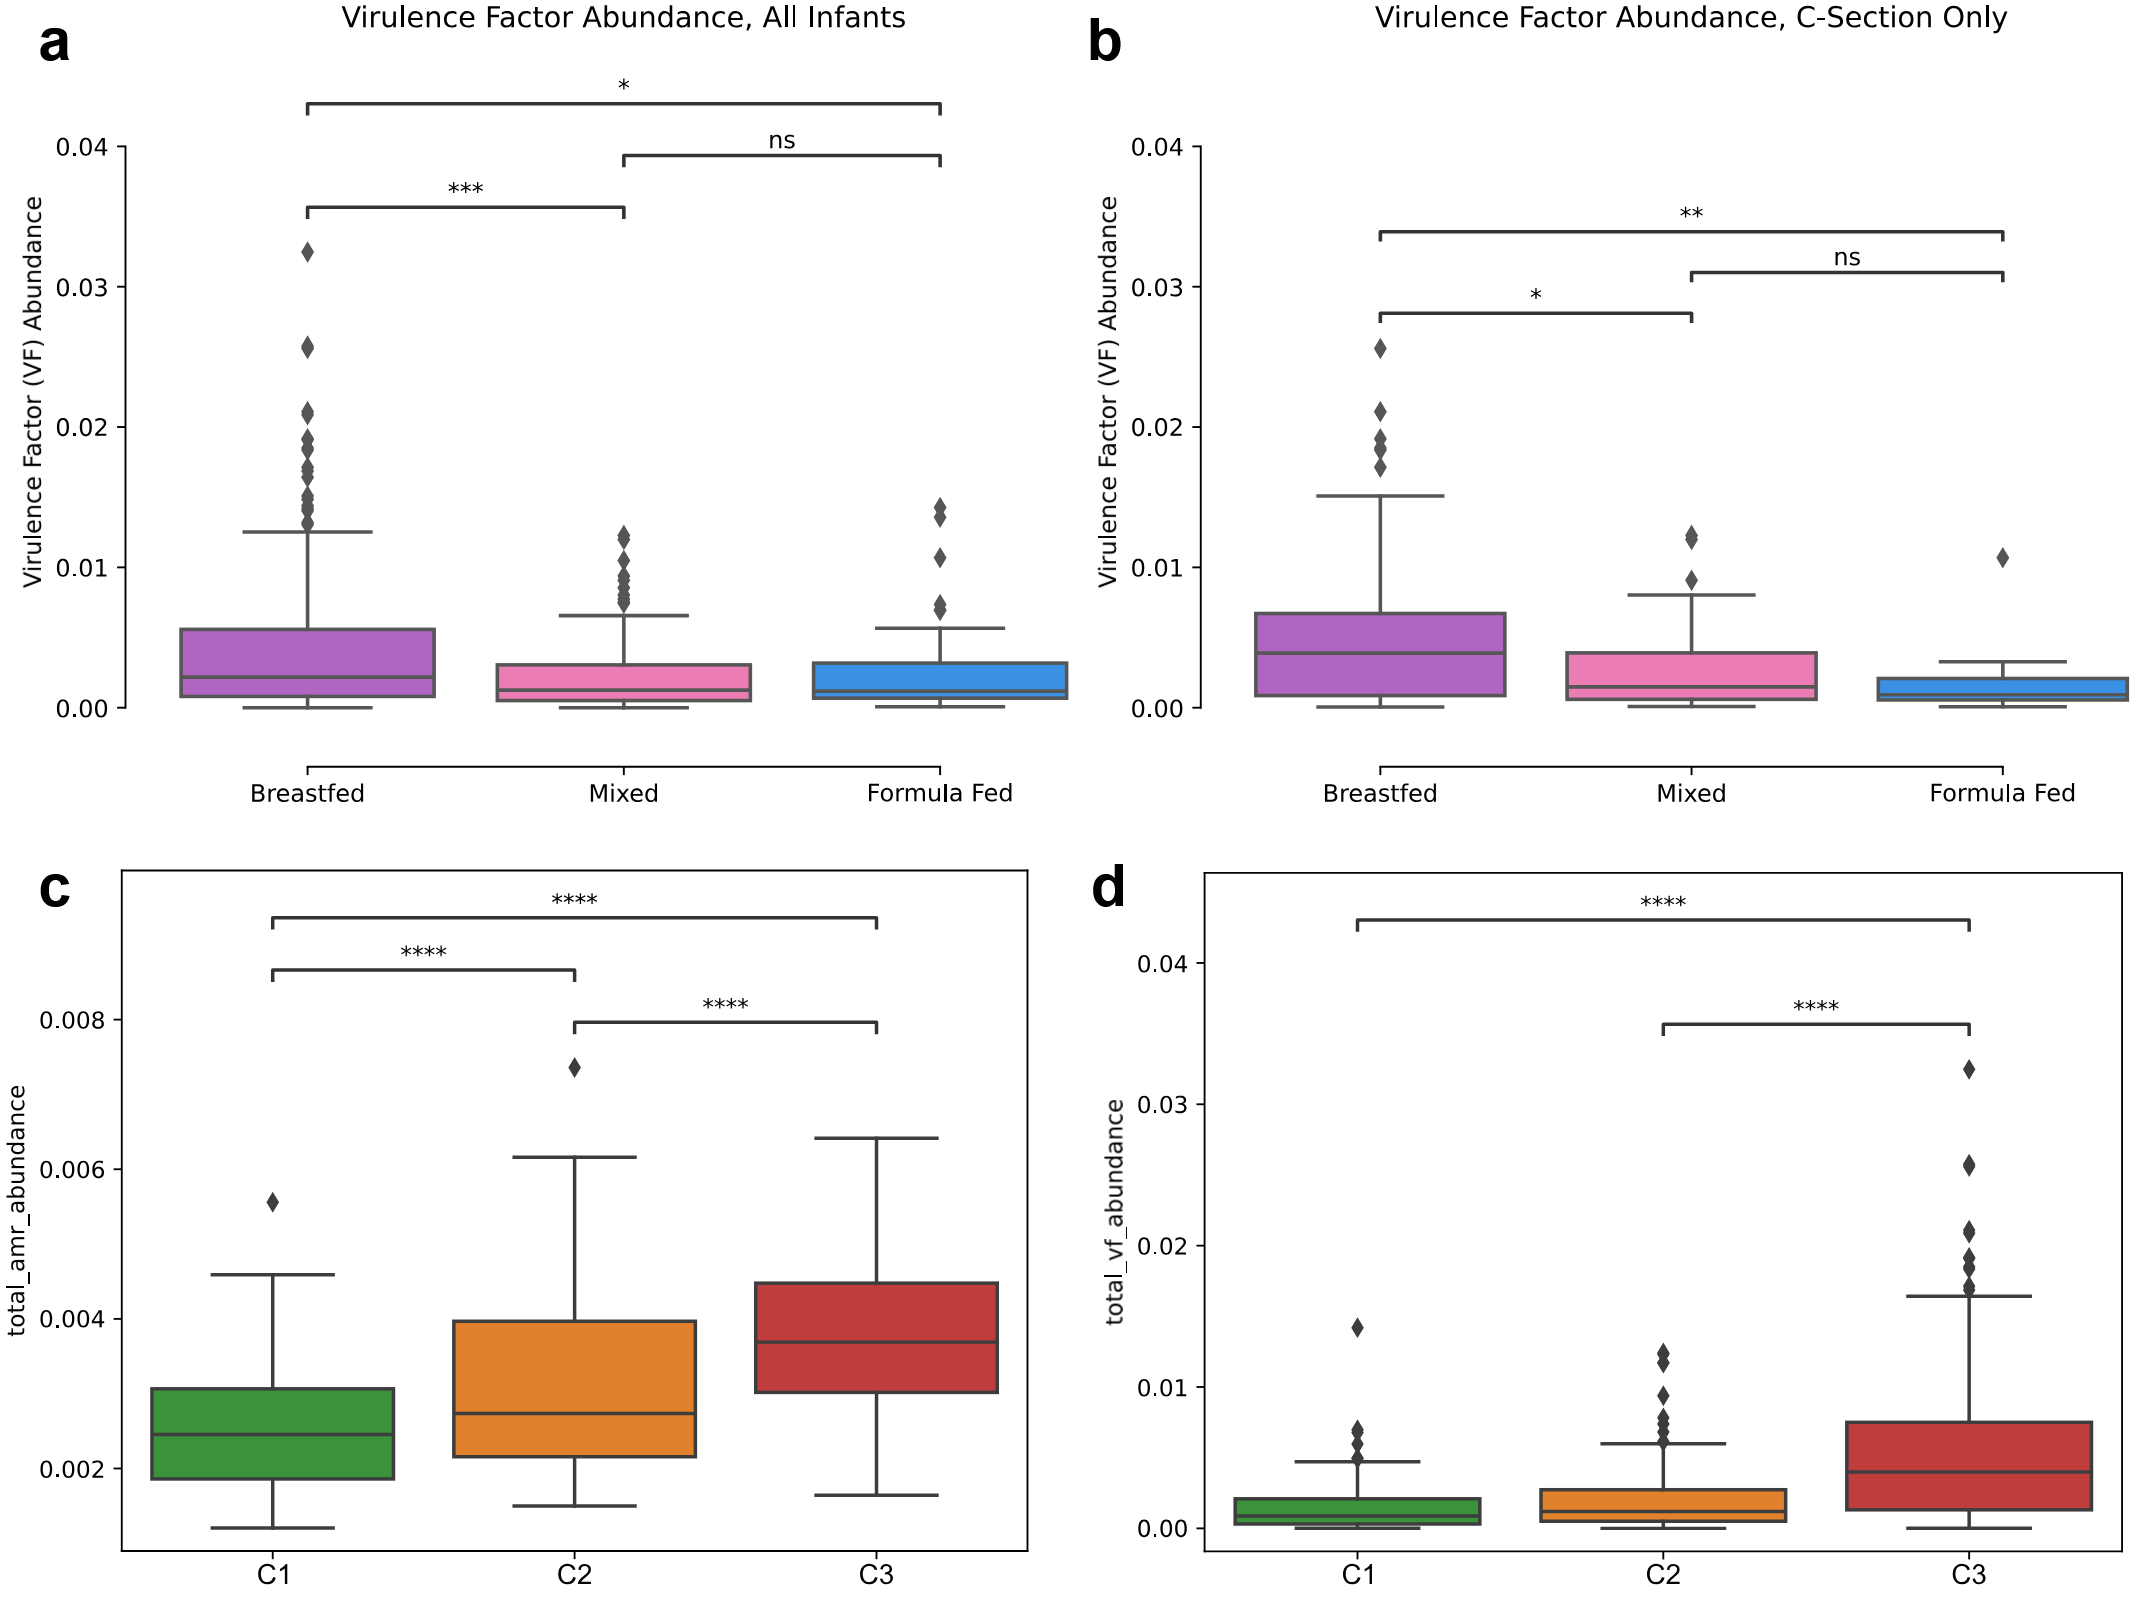 a
Virulence Factor Abundance, All Infants
*
ns
***
0.04
0.03
0.02
0.01
0.00
Virulence Factor (VF) Abundance
Breastfed
Mixed
Formula Fed
b
Virulence Factor Abundance, C-Section Only
**
ns
*
0.04
0.03
0.02
0.01
0.00
Virulence Factor (VF) Abundance
Breastfed
Mixed
Formula Fed
c
****
****
****
0.008
0.006
0.004
0.002
total_amr_abundance
C1
C2
C3
d
****
****
0.04
0.03
0.02
0.01
0.00
total_vf_abundance
C1
C2
C3